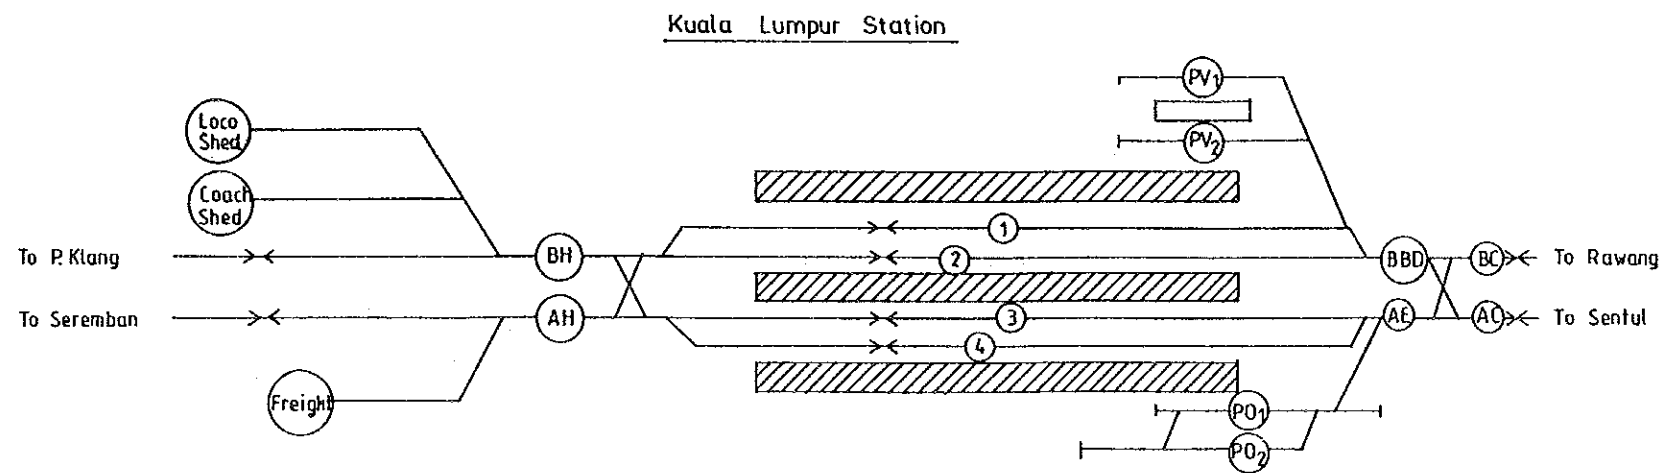 Kuala Lumpur Station
PV1
Loco
Shed
PV2
Coach
Shed
1
To P. Klang
BH
2
BBD
BC
To Rawang
To Seremban
AH
3
AE
AC
To Sentul
4
Freight
PO1
PO2